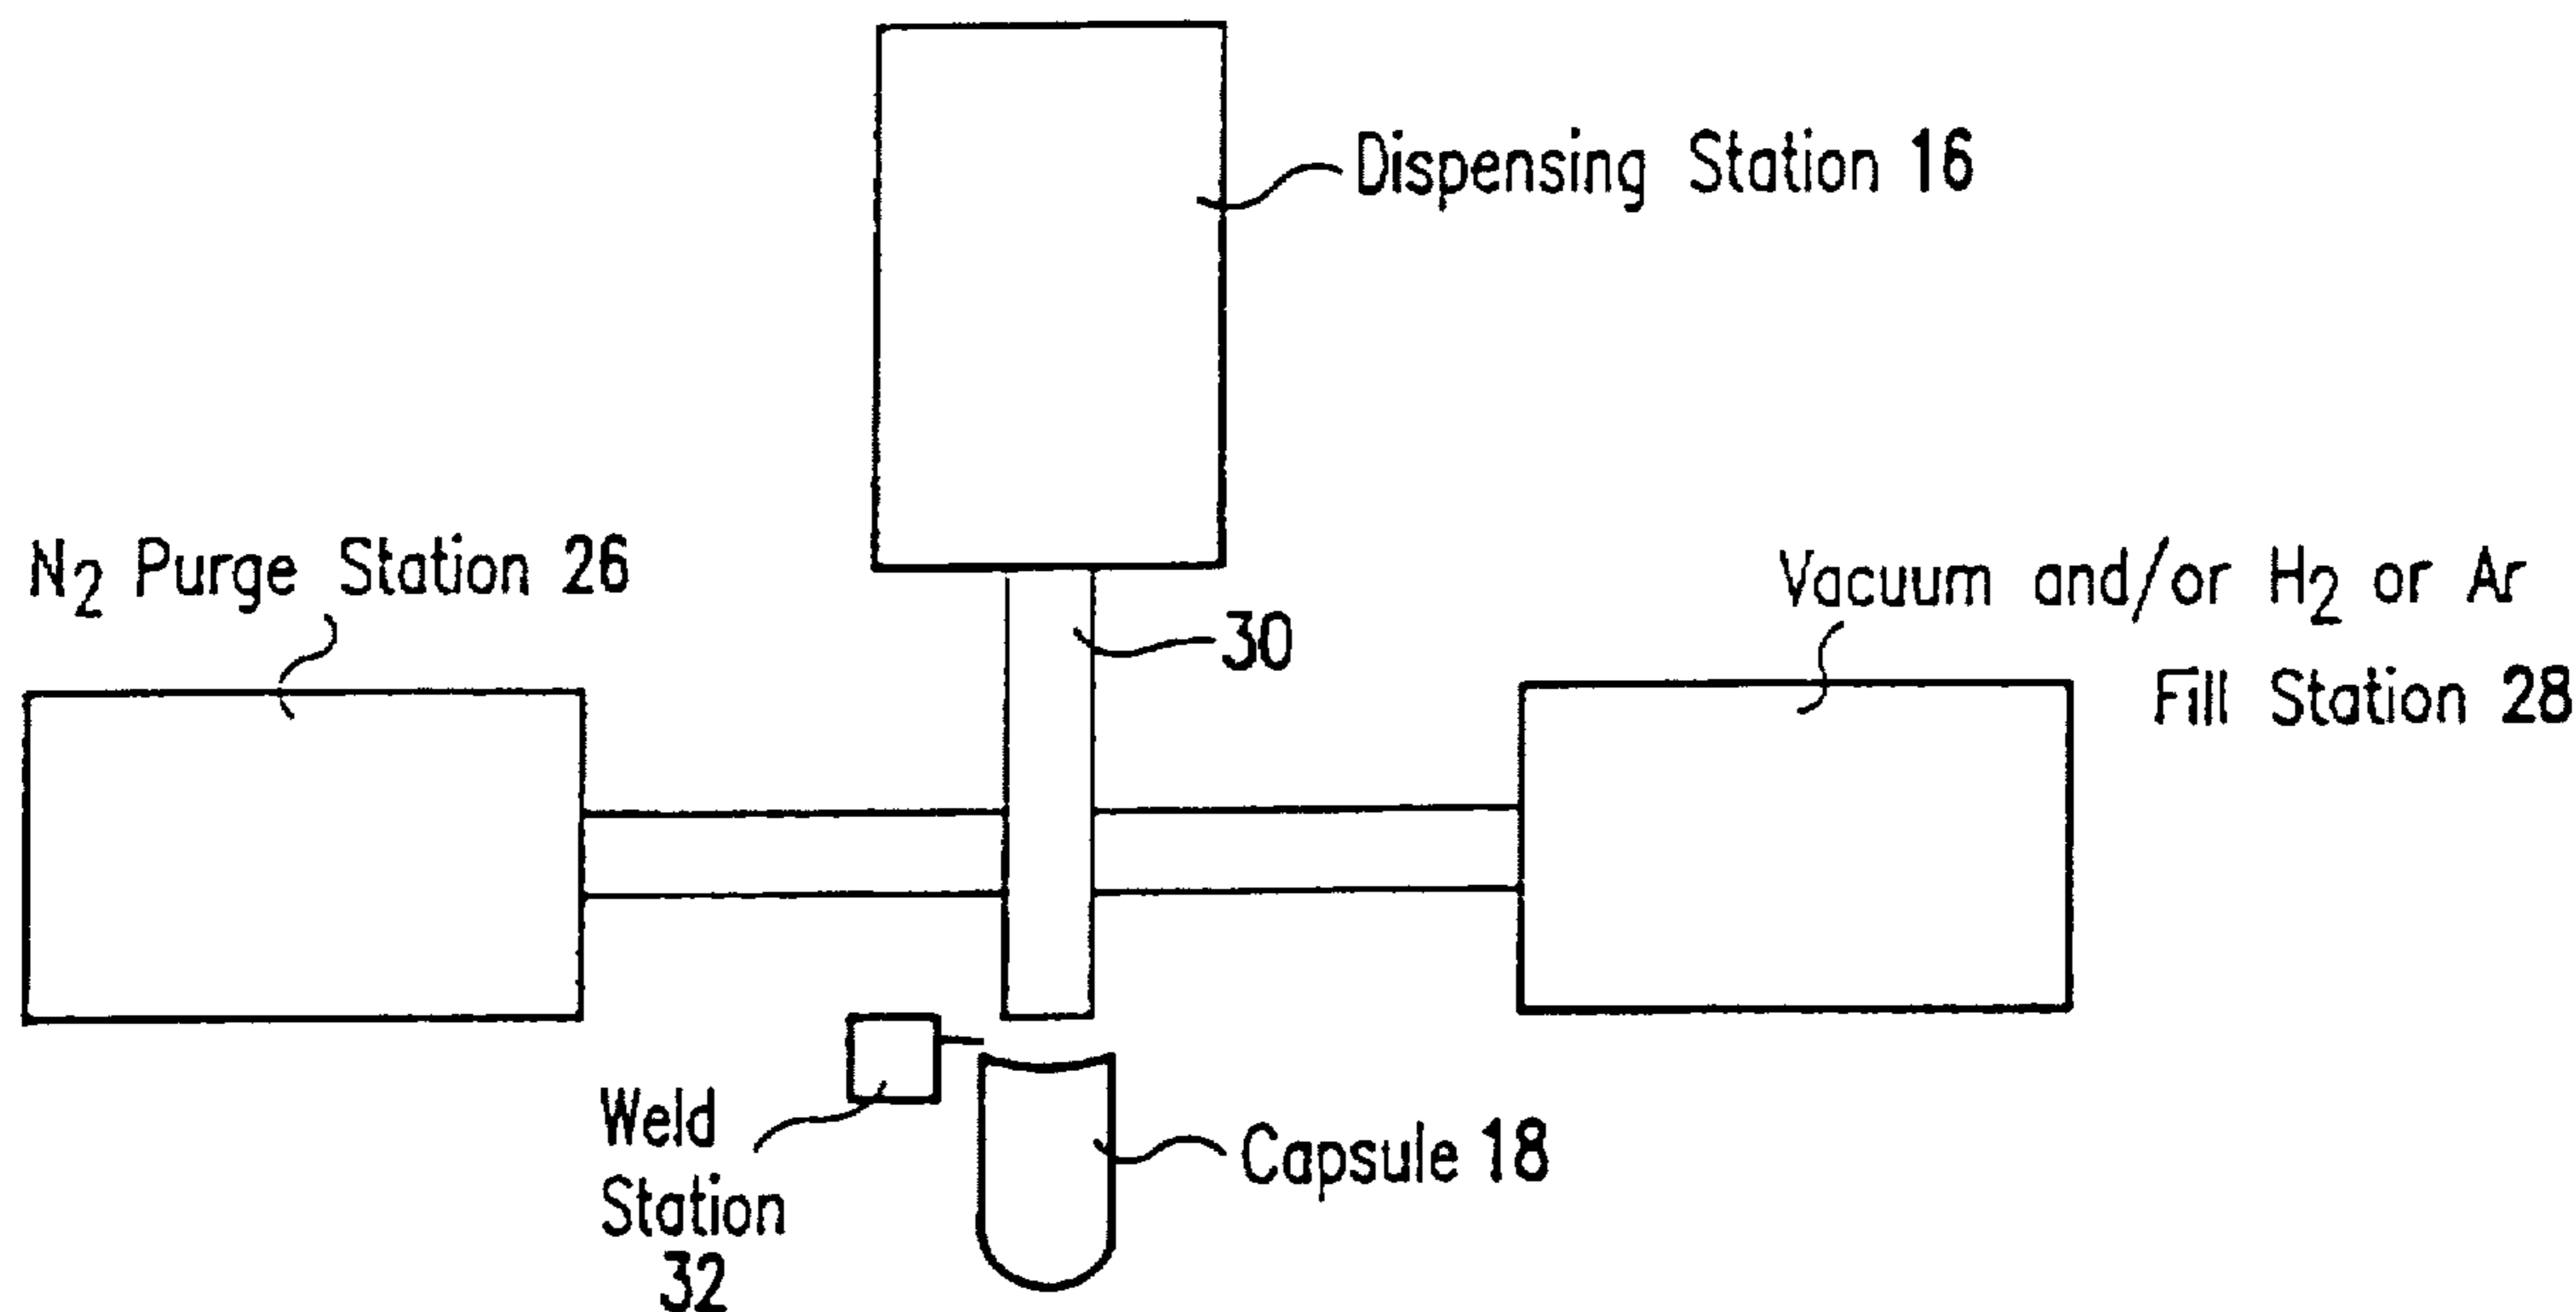 Dispensing Station 16
N2 Purge Station 26
Vacuum and/or H2 or Ar
Fill Station 28
30
Weld
Station
32
Capsule 18